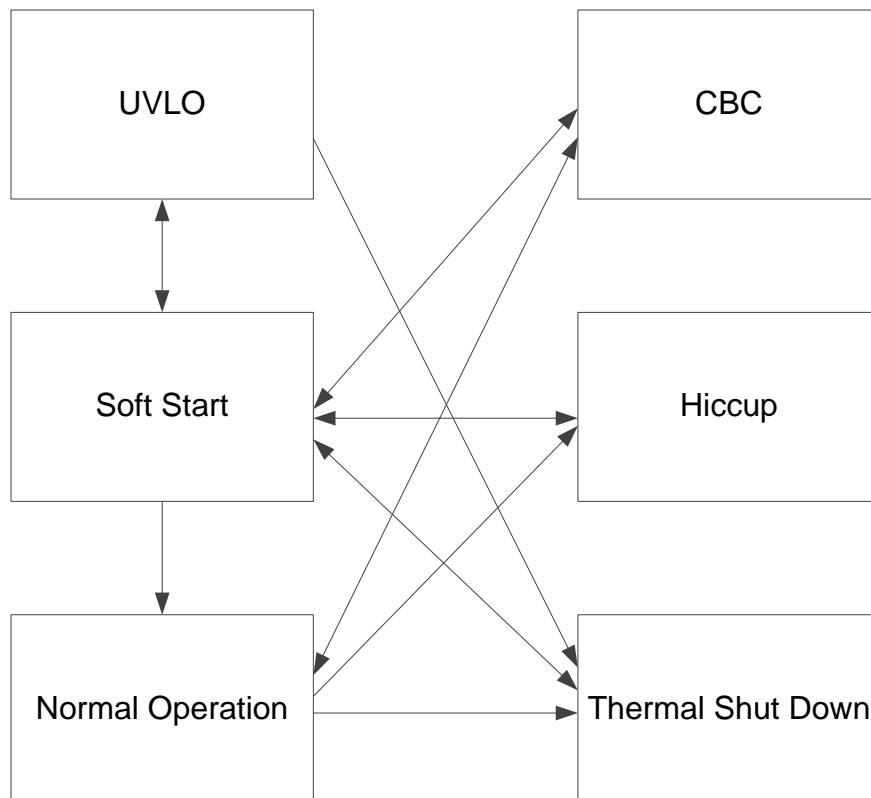 UVLO
CBC
Soft Start
Hiccup
Normal Operation
Thermal Shut Down